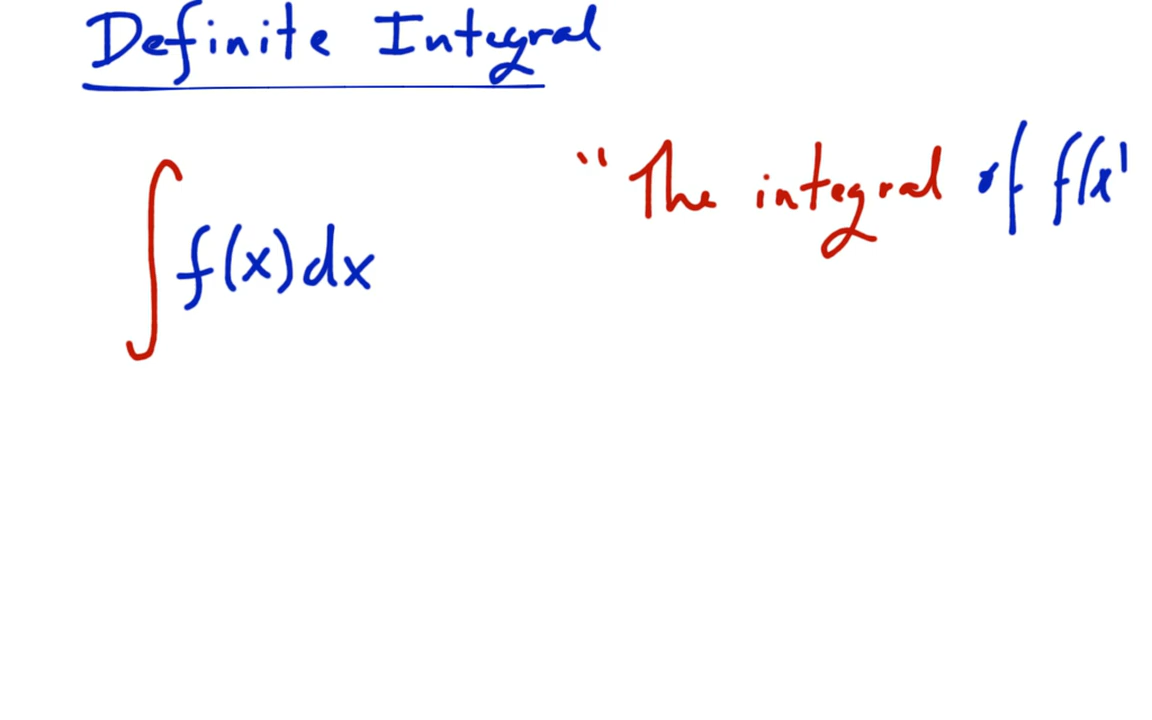 Definite Integral
∫ f(x) dx
"The integral of f(x